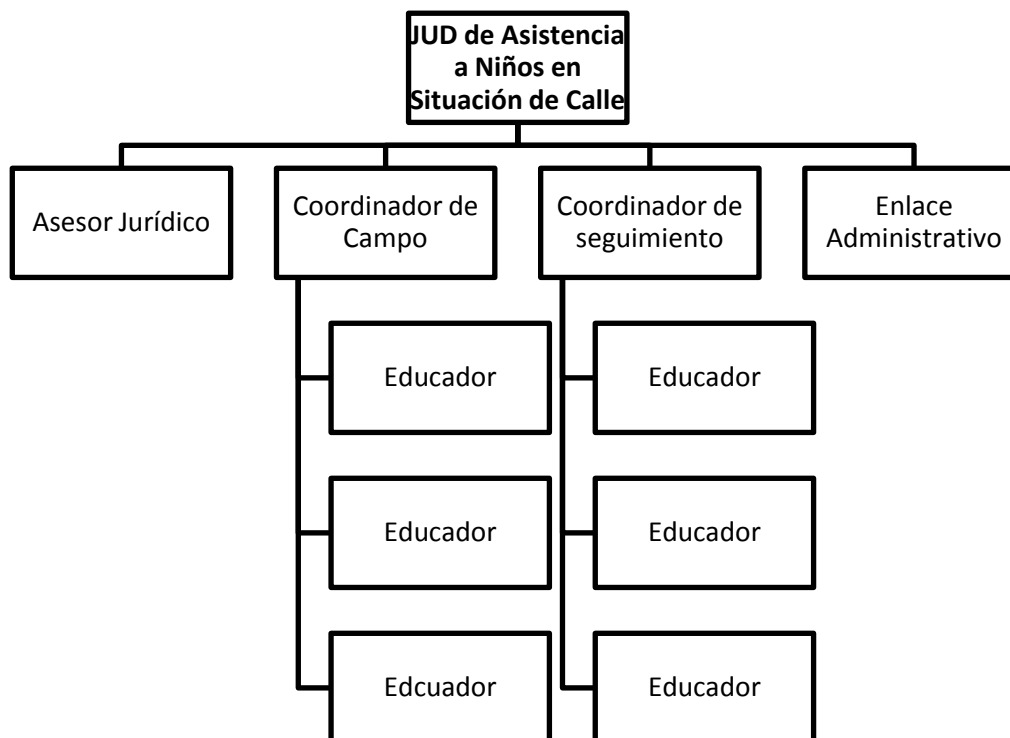 JUD de Asistencia
a Niños en
Situación de Calle
Asesor Jurídico
Coordinador de
Campo
Coordinador de
seguimiento
Enlace
Administrativo
Educador
Educador
Educador
Educador
Edcuador
Educador